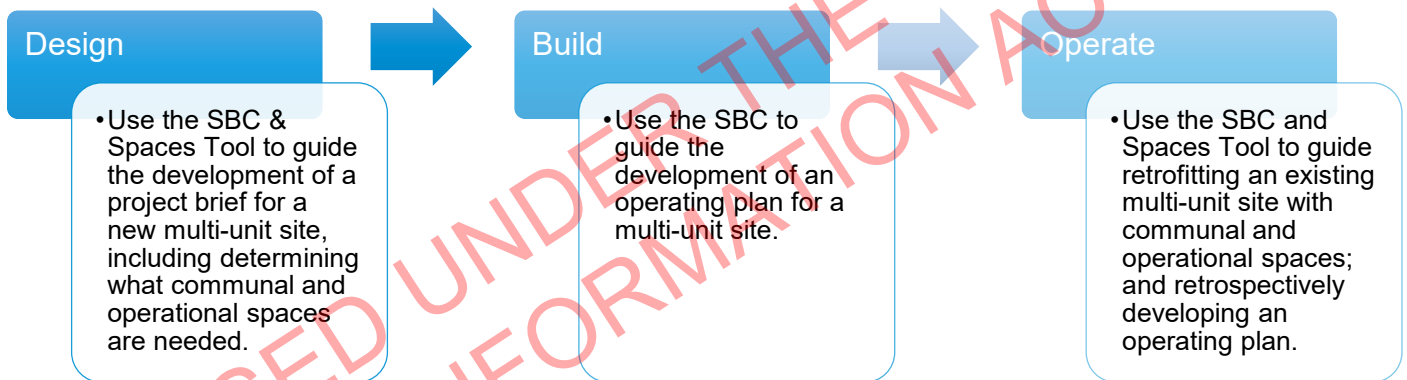 Design
•Use the SBC &
Spaces Tool to guide
the development of a
project brief for a
new multi-unit site,
including determining
what communal and
operational spaces
are needed.
Build
•Use the SBC to
guide the
development of an
operating plan for a
multi-unit site.
Operate
•Use the SBC and
Spaces Tool to guide
retrofitting an existing
multi-unit site with
communal and
operational spaces;
and retrospectively
developing an
operating plan.
UNDER THE
INFORMATION